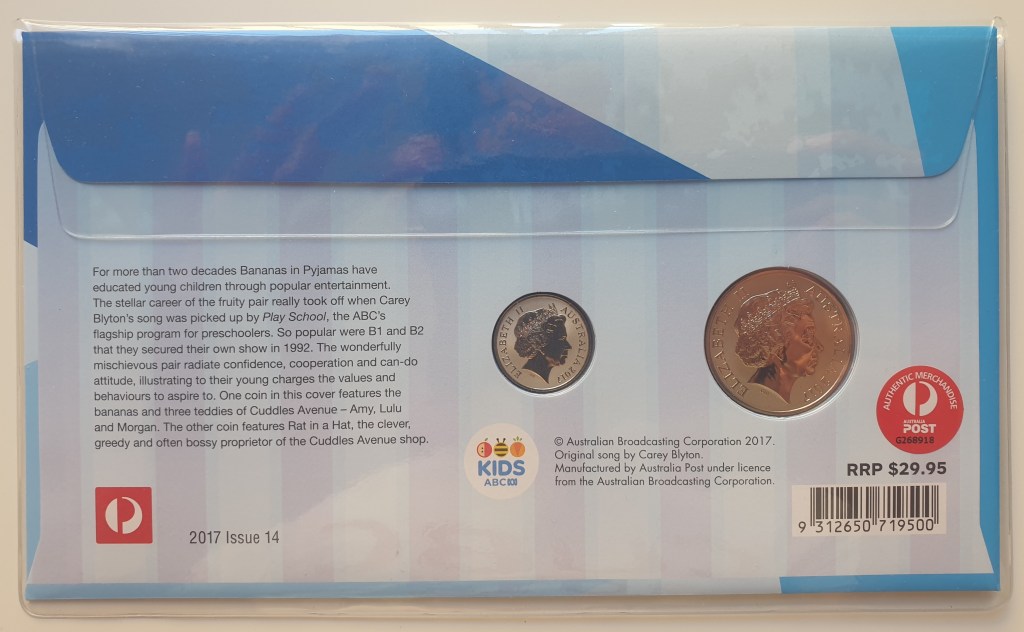 For more than two decades Bananas in Pyjamas have
educated young children through popular entertainment.
The stellar career of the fruity pair really took off when Carey
Blyton's song was picked up by Play School, the ABC's
flagship program for preschoolers. So popular were B1 and B2
that they secured their own show in 1992. The wonderfully
mischievous pair radiate confidence, cooperation and can-do
attitude, illustrating to their young charges the values and
behaviours to aspire to. One coin in this cover features the
bananas and three teddies of Cuddles Avenue – Amy, Lulu
and Morgan. The other coin features Rat in a Hat, the clever,
greedy and often bossy proprietor of the Cuddles Avenue shop.
2017 Issue 14
ELIZABETH II AUSTRALIA 2017
ELIZABETH II AUSTRALIA 2017
KIDS
ABC
© Australian Broadcasting Corporation 2017.
Original song by Carey Blyton.
Manufactured by Australia Post under licence
from the Australian Broadcasting Corporation.
AUTHENTIC MERCHANDISE
AUSTRALIA
POST
G268918
RRP $29.95
9 312650 719500